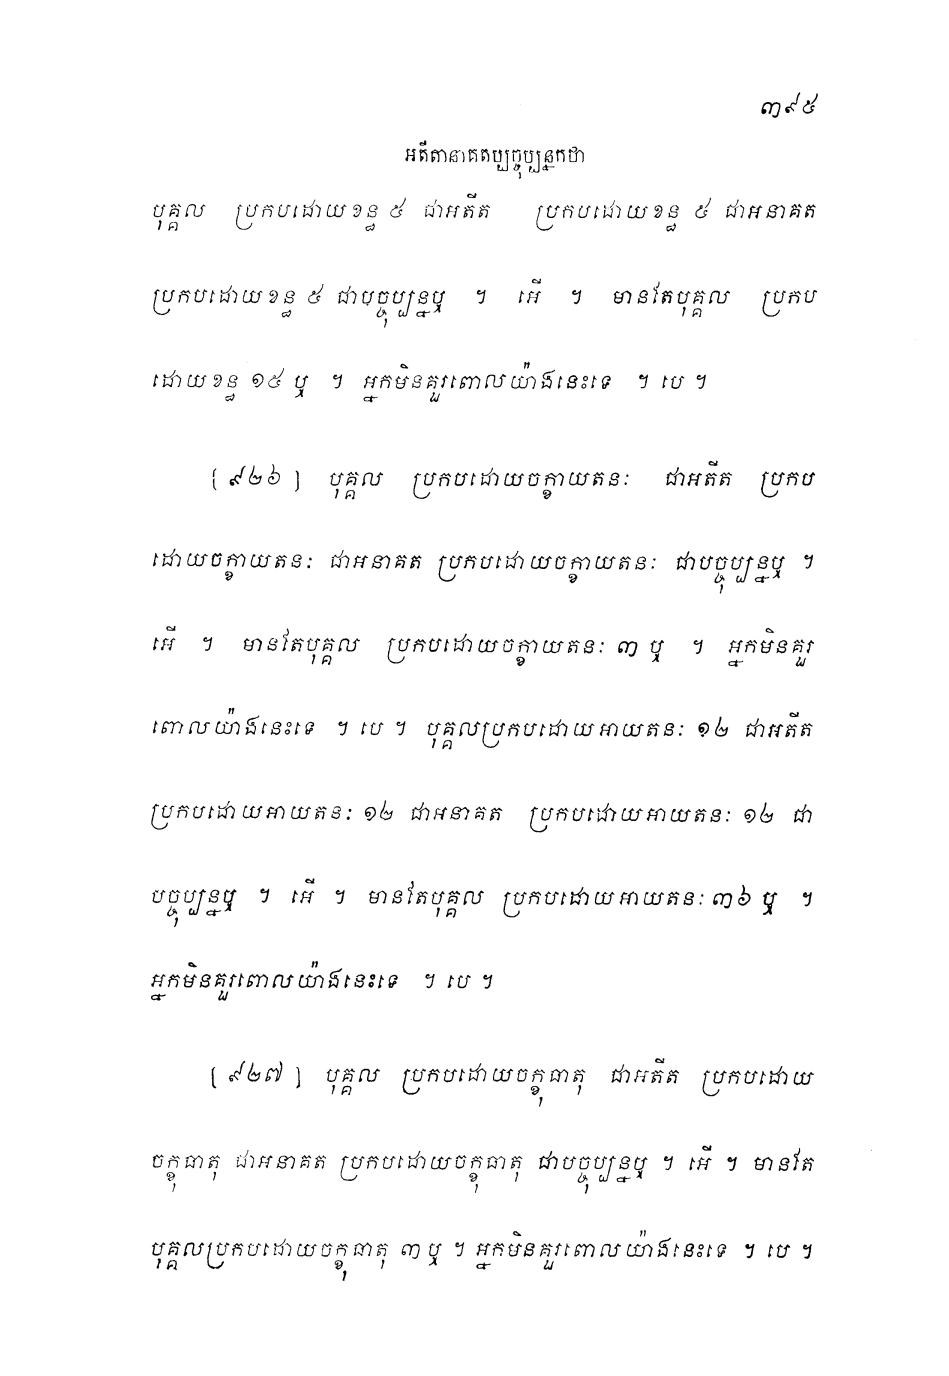 ៣៩៥
អតីតានាគតប្បច្ចុប្បន្នកថា
បុគ្គល ប្រកបដោយខន្ធ ៥ ជាអតីត ប្រកបដោយខន្ធ ៥ ជាអនាគត
ប្រកបដោយខន្ធ ៥ ជាបច្ចុប្បន្នឬ ។ អើ ។ មានតែបុគ្គល ប្រកប
ដោយខន្ធ ១៥ ឬ ។ អ្នកមិនគួរពោលយ៉ាងនេះទេ ។ បេ ។
[ ៩២៦ ] បុគ្គល ប្រកបដោយចក្ខាយតនៈ ជាអតីត ប្រកប
ដោយចក្ខាយតនៈ ជាអនាគត ប្រកបដោយចក្ខាយតនៈ ជាបច្ចុប្បន្នឬ ។
អើ ។ មានតែបុគ្គល ប្រកបដោយចក្ខាយតនៈ ៣ ឬ ។ អ្នកមិនគួរ
ពោលយ៉ាងនេះទេ ។ បេ ។ បុគ្គលប្រកបដោយអាយតនៈ ១២ ជាអតីត
ប្រកបដោយអាយតនៈ ១២ ជាអនាគត ប្រកបដោយអាយតនៈ ១២ ជា
បច្ចុប្បន្នឬ ។ អើ ។ មានតែបុគ្គល ប្រកបដោយអាយតនៈ ៣៦ ឬ ។
អ្នកមិនគួរពោលយ៉ាងនេះទេ ។ បេ ។
[ ៩២៧ ] បុគ្គល ប្រកបដោយចក្ខុធាតុ ជាអតីត ប្រកបដោយ
ចក្ខុធាតុ ជាអនាគត ប្រកបដោយចក្ខុធាតុ ជាបច្ចុប្បន្នឬ ។ អើ ។ មានតែ
បុគ្គលប្រកបដោយចក្ខុធាតុ ៣ ឬ ។ អ្នកមិនគួរពោលយ៉ាងនេះទេ ។ បេ ។